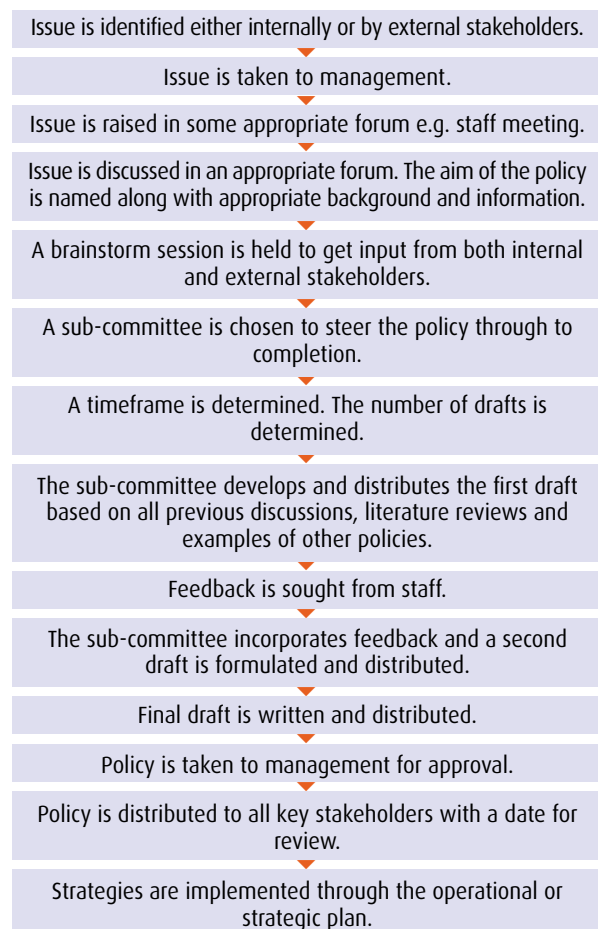 Issue is identified either internally or by external stakeholders.
Issue is taken to management.
Issue is raised in some appropriate forum e.g. staff meeting.
Issue is discussed in an appropriate forum. The aim of the policy
is named along with appropriate background and information.
A brainstorm session is held to get input from both internal
and external stakeholders.
A sub-committee is chosen to steer the policy through to
completion.
A timeframe is determined. The number of drafts is
determined.
The sub-committee develops and distributes the first draft
based on all previous discussions, literature reviews and
examples of other policies.
Feedback is sought from staff.
The sub-committee incorporates feedback and a second
draft is formulated and distributed.
Final draft is written and distributed.
Policy is taken to management for approval.
Policy is distributed to all key stakeholders with a date for
review.
Strategies are implemented through the operational or
strategic plan.